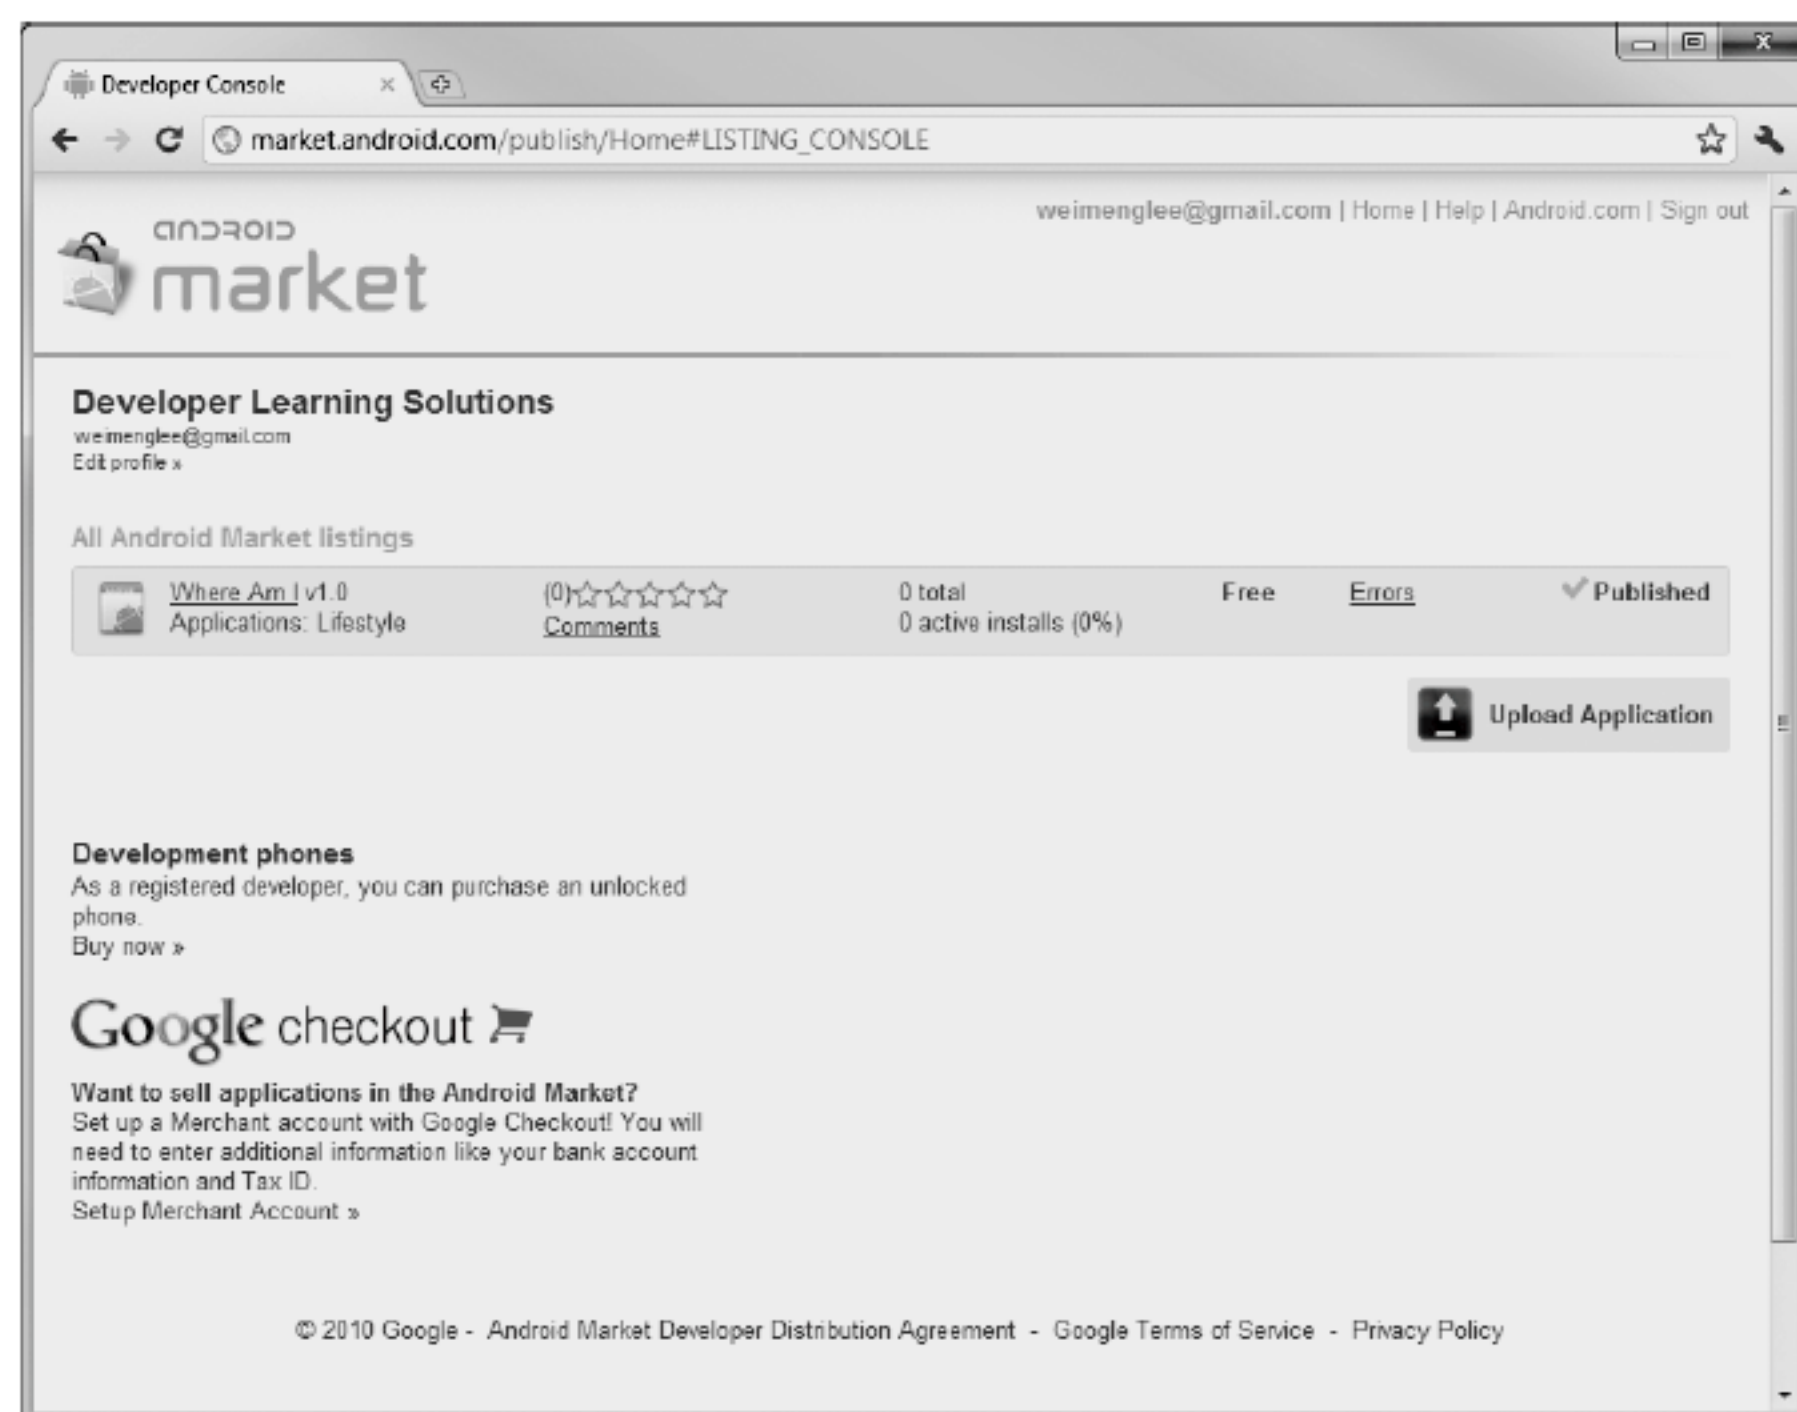 Developer Console
market.android.com/publish/Home#LISTING_CONSOLE
weimenglee@gmail.com | Home | Help | Android.com | Sign out
android
market
Developer Learning Solutions
weimenglee@gmail.com
Edit profile »
All Android Market listings
Where Am I v1.0 (0) 0 total Free Errors Published
Applications: Lifestyle Comments 0 active installs (0%)
Upload Application
Development phones
As a registered developer, you can purchase an unlocked
phone.
Buy now »
Google checkout
Want to sell applications in the Android Market?
Set up a Merchant account with Google Checkout! You will
need to enter additional information like your bank account
information and Tax ID.
Setup Merchant Account »
© 2010 Google - Android Market Developer Distribution Agreement - Google Terms of Service - Privacy Policy